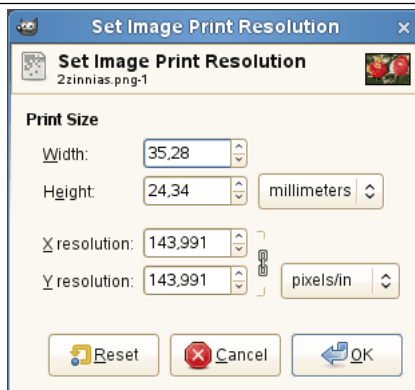 Set Image Print Resolution
Set Image Print Resolution
2zinnias.png-1
Print Size
Width: 35,28
Height: 24,34 millimeters
X resolution: 143,991
Y resolution: 143,991 pixels/in
Reset Cancel OK